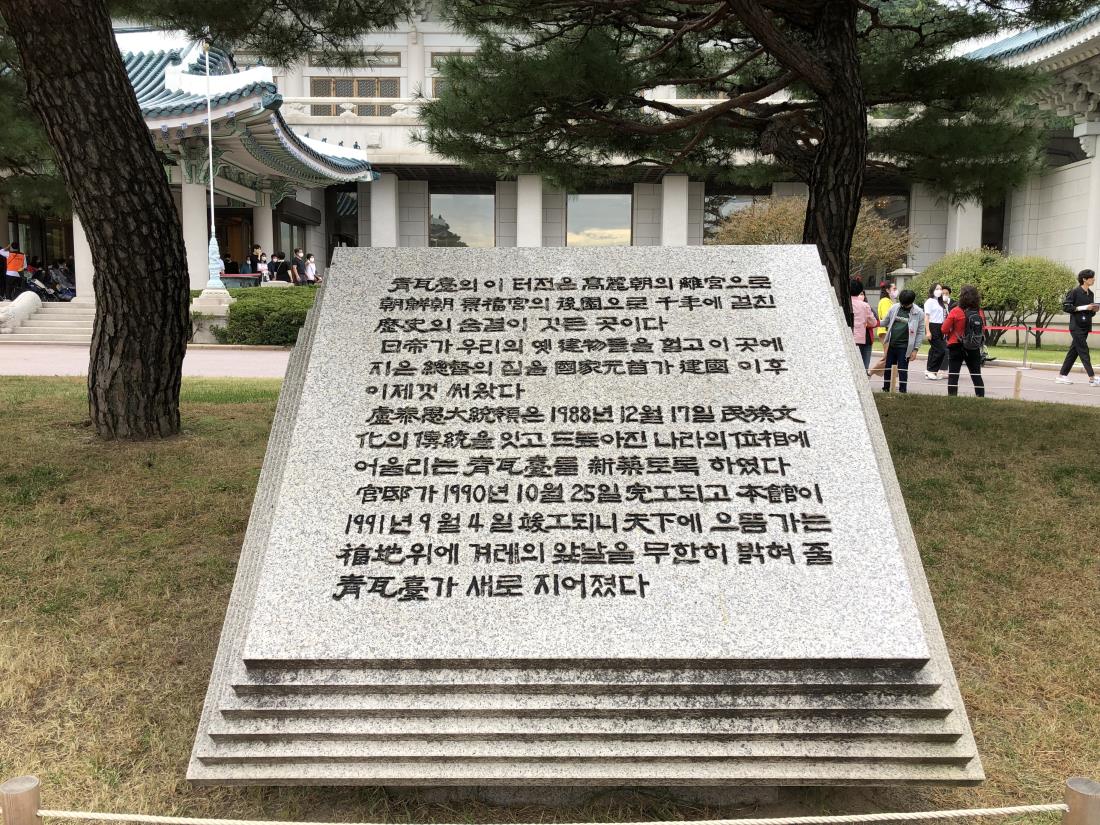 靑瓦臺의 이 터전은 高麗朝의 離宮으로
朝鮮朝 景福宮의 後園으로 千年에 걸친
歷史의 숨결이 깃든 곳이다
日帝가 우리의 옛 建物들을 헐고 이 곳에
지은 總督의 집을 國家元首가 建國 이후
이제껏 써왔다
盧泰愚大統領은 1988년 12월 17일 民族文
化의 傳統을 잇고 드높아진 나라의 位相에
어울리는 靑瓦臺를 新築토록 하였다
官邸가 1990년 10월 25일 完工되고 本館이
1991년 9월 4일 竣工되니 天下에 으뜸가는
福地위에 겨레의 앞날을 무한히 밝혀 줄
靑瓦臺가 새로 지어졌다